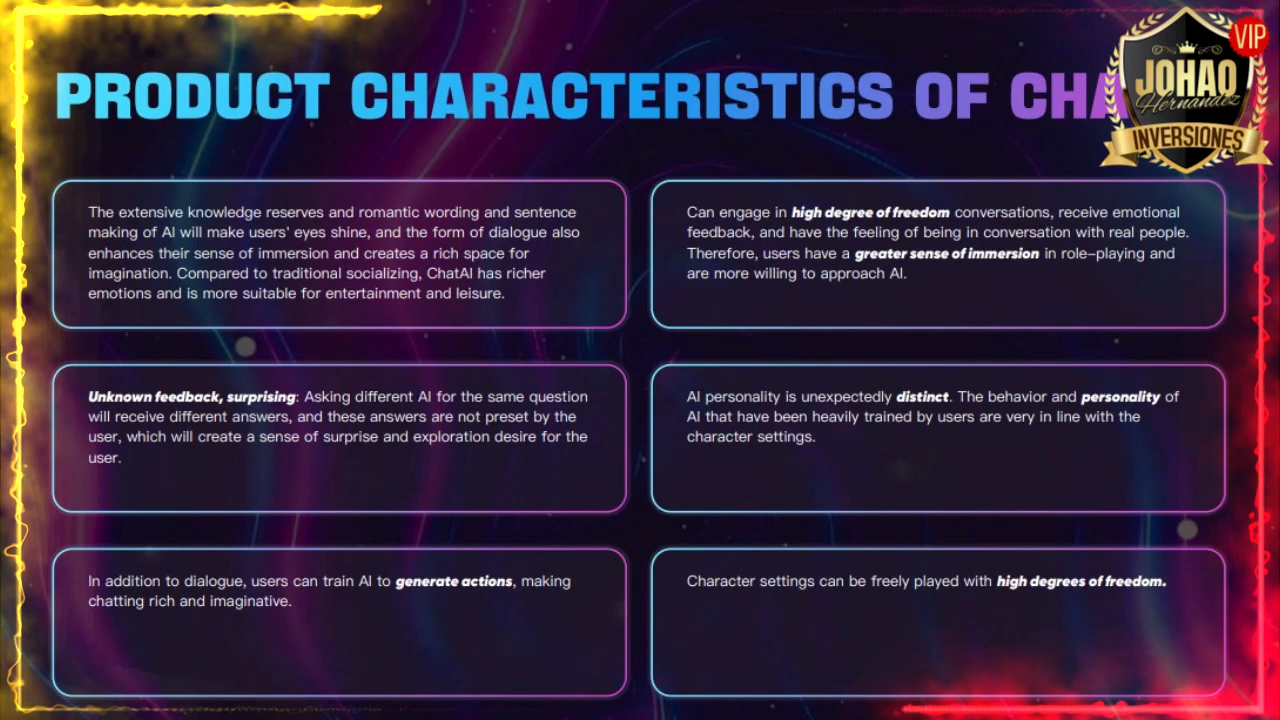 PRODUCT CHARACTERISTICS OF CHA
VIP
JOHAO
Hernandez
INVERSIONES
The extensive knowledge reserves and romantic wording and sentence
making of AI will make users' eyes shine, and the form of dialogue also
enhances their sense of immersion and creates a rich space for
imagination. Compared to traditional socializing, ChatAI has richer
emotions and is more suitable for entertainment and leisure.
Can engage in high degree of freedom conversations, receive emotional
feedback, and have the feeling of being in conversation with real people.
Therefore, users have a greater sense of immersion in role-playing and
are more willing to approach AI.
Unknown feedback, surprising: Asking different AI for the same question
will receive different answers, and these answers are not preset by the
user, which will create a sense of surprise and exploration desire for the
user.
AI personality is unexpectedly distinct. The behavior and personality of
AI that have been heavily trained by users are very in line with the
character settings.
In addition to dialogue, users can train AI to generate actions, making
chatting rich and imaginative.
Character settings can be freely played with high degrees of freedom.